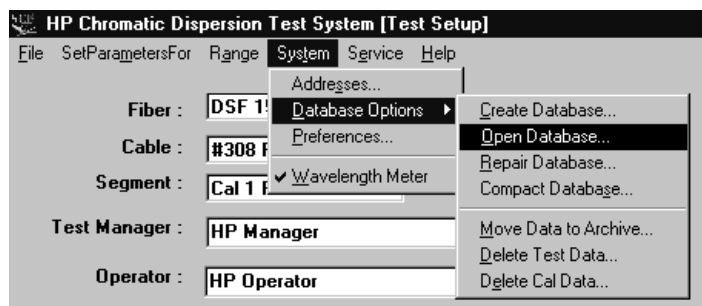 HP Chromatic Dispersion Test System [Test Setup]
File SetParametersFor Range System Service Help
Addresses...
Database Options
Preferences...
Wavelength Meter
Create Database...
Open Database...
Repair Database...
Compact Database...
Move Data to Archive...
Delete Test Data...
Delete Cal Data...
Fiber : DSF
Cable : #308
Segment : Cal 1
Test Manager : HP Manager
Operator : HP Operator